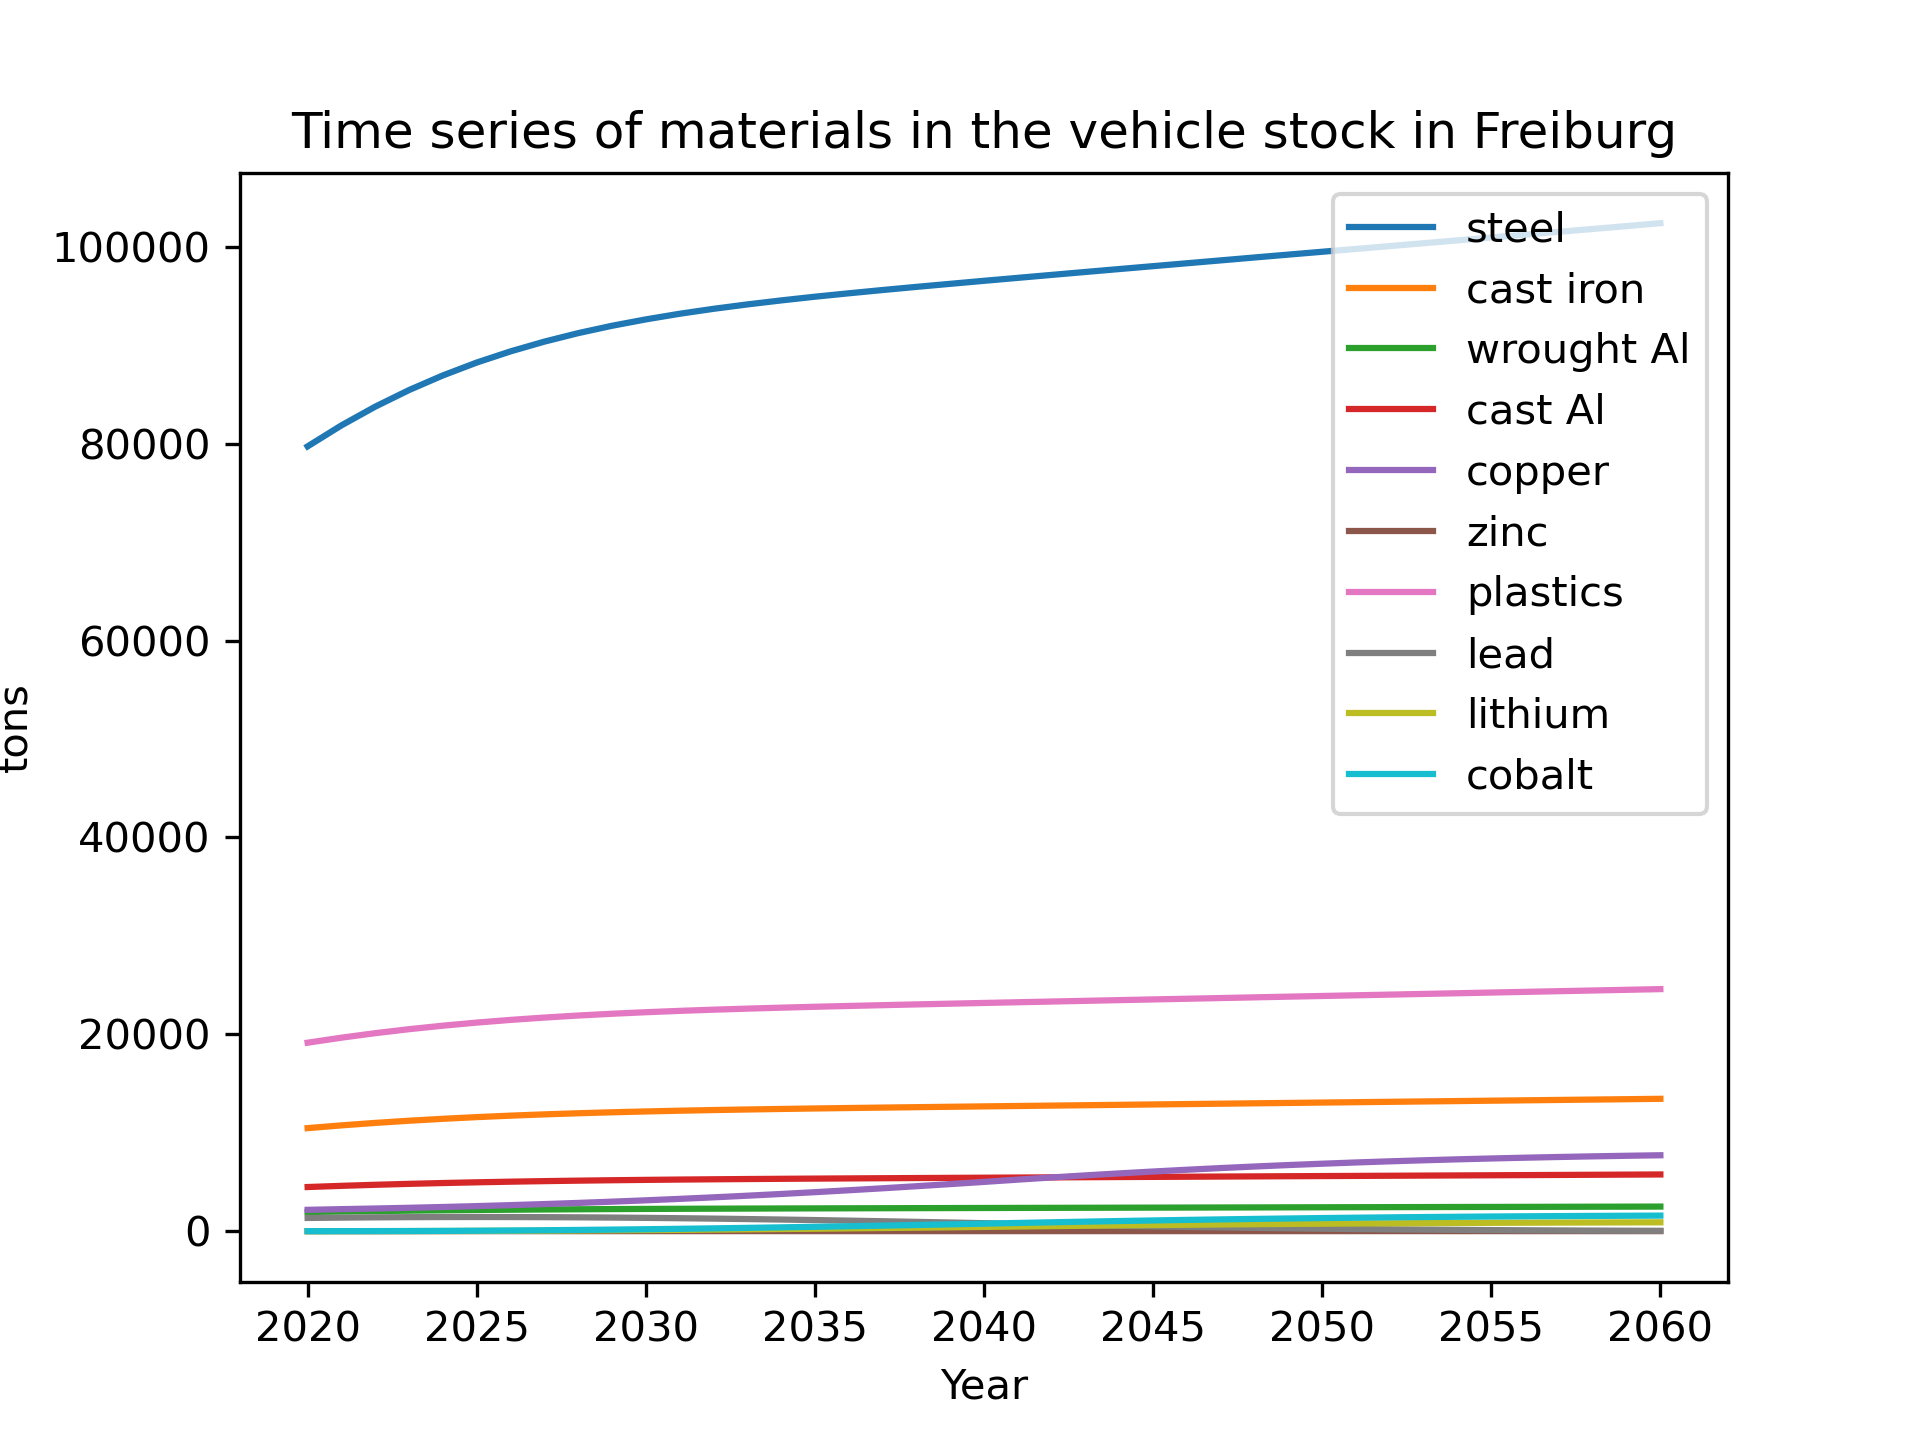 Time series of materials in the vehicle stock in Freiburg
100000
80000
60000
40000
20000
0
tons
steel
cast iron
wrought Al
cast Al
copper
zinc
plastics
lead
lithium
cobalt
2020 2025 2030 2035 2040 2045 2050 2055 2060
Year